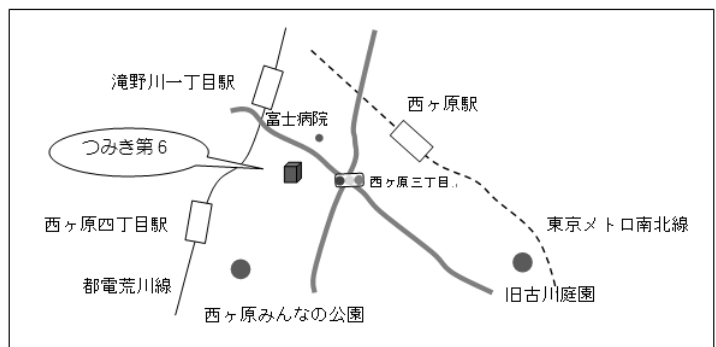 滝野川一丁目駅
富士病院
西ヶ原駅
つみき第６
西ヶ原三丁目
西ヶ原四丁目駅
東京メトロ南北線
都電荒川線
旧古川庭園
西ヶ原みんなの公園